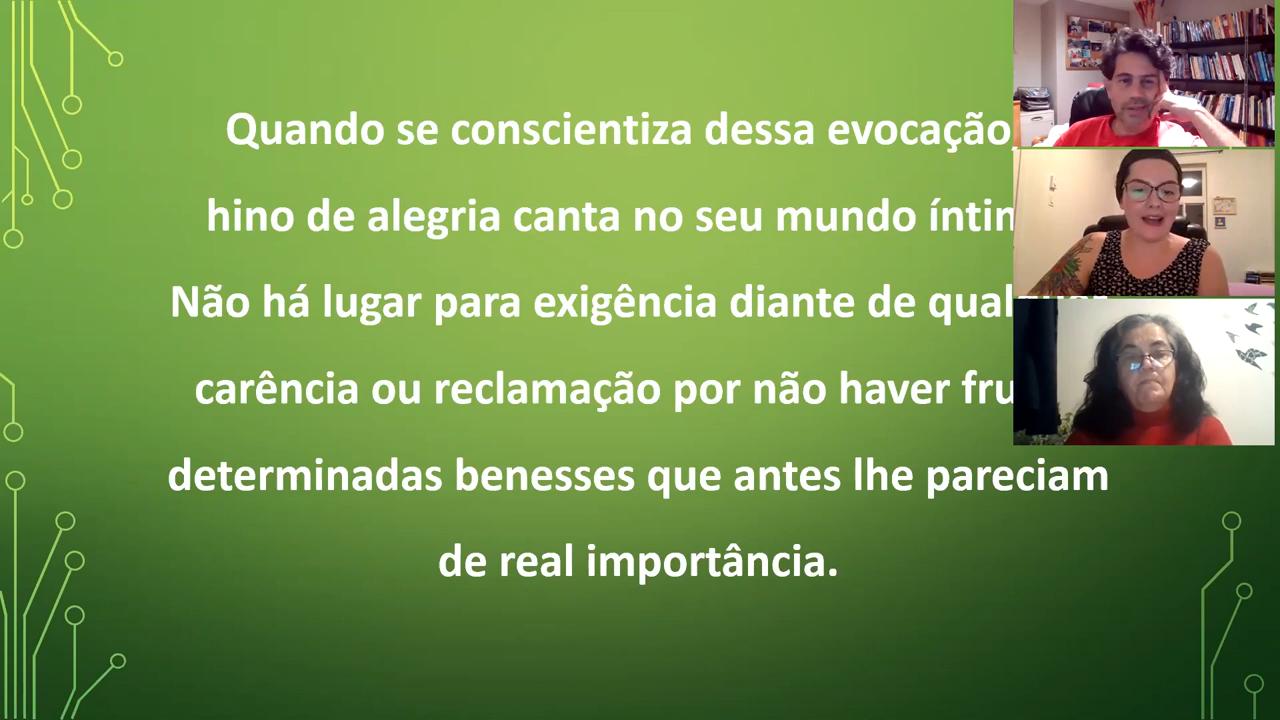 Quando se conscientiza dessa evocação,
hino de alegria canta no seu mundo
Não há lugar para exigência diante de
carência ou reclamação por não haver
determinadas benesses que antes lhe pareciam
de real importância.